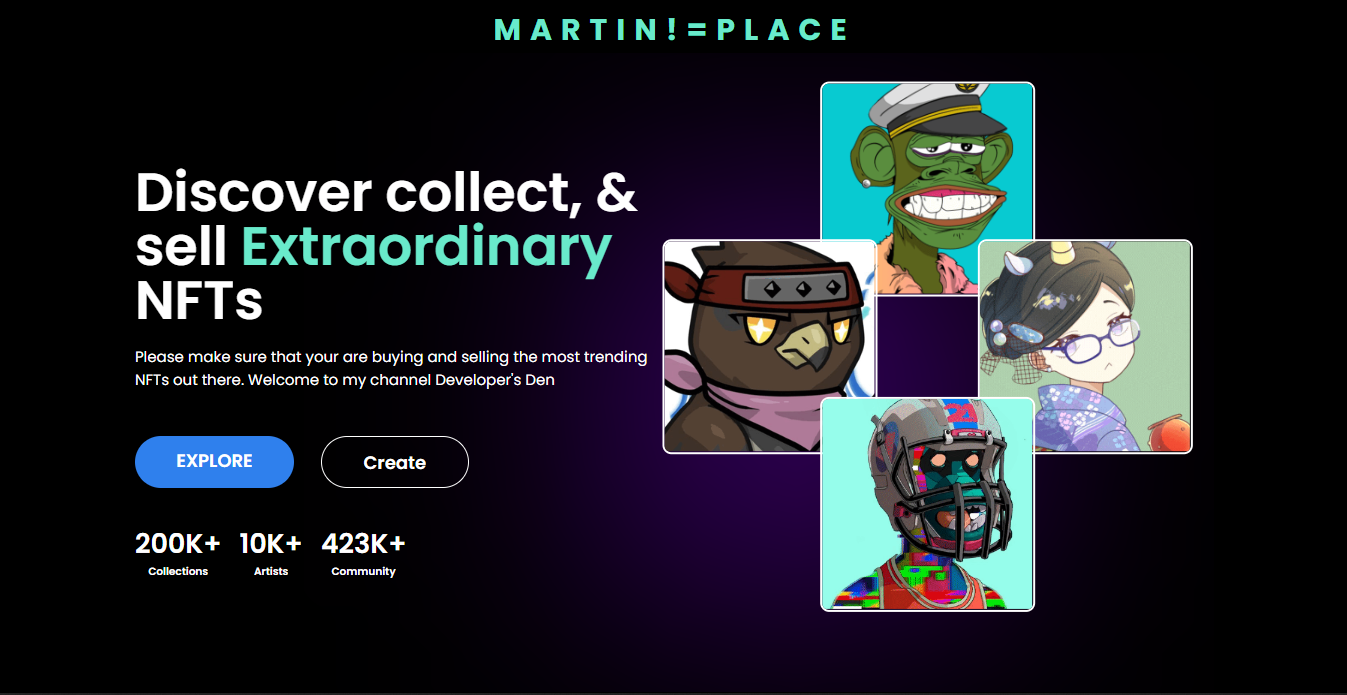 MARTIN!=PLACE
Discover collect, &
sell Extraordinary
NFTs
Please make sure that your are buying and selling the most trending
NFTs out there. Welcome to my channel Developer's Den
EXPLORE Create
200K+ 10K+ 423K+
Collections Artists Community